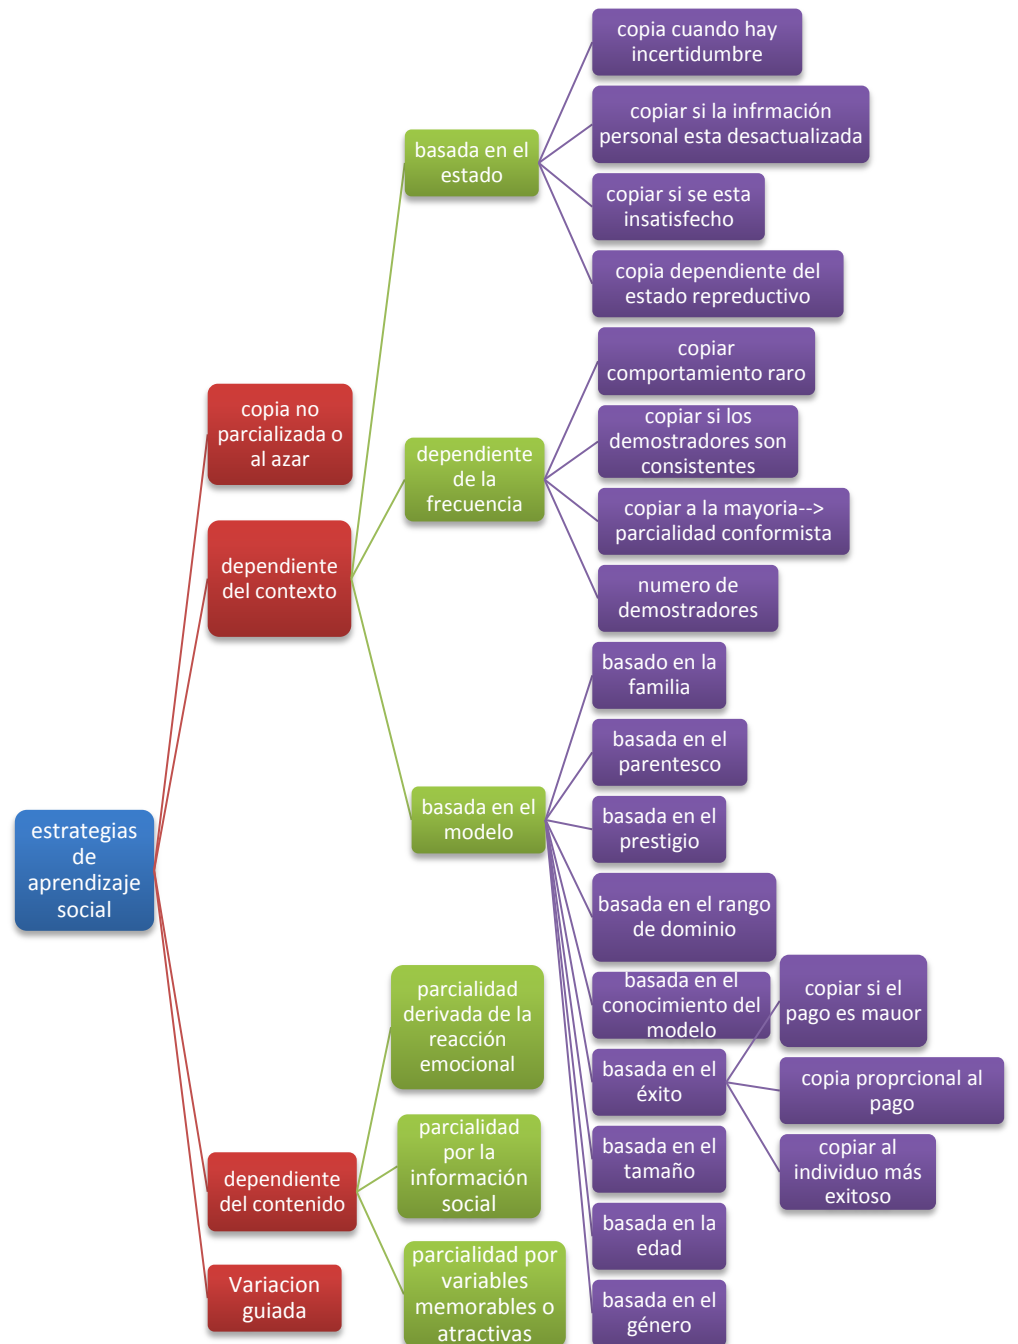 estrategias
de
aprendizaje
social
copia no
parcializada o
al azar
dependiente
del contexto
basada en el
estado
copia cuando hay
incertidumbre
copiar si la infrmación
personal esta desactualizada
copiar si se esta
insatisfecho
copia dependiente del
estado repreductivo
dependiente
de la
frecuencia
copiar
comportamiento raro
copiar si los
demostradores son
consistentes
copiar a la mayoria-->
parcialidad conformista
numero de
demostradores
basada en el
modelo
basado en la
familia
basada en el
parentesco
basada en el
prestigio
basada en el rango
de dominio
basada en el
conocimiento del
modelo
basada en el
éxito
copiar si el
pago es mauor
copia proprcional al
pago
copiar al
individuo más
exitoso
basada en el
tamaño
basada en la
edad
basada en el
género
dependiente
del contenido
parcialidad
derivada de la
reacción
emocional
parcialidad
por la
información
social
parcialidad por
variables
memorables o
atractivas
Variacion
guiada